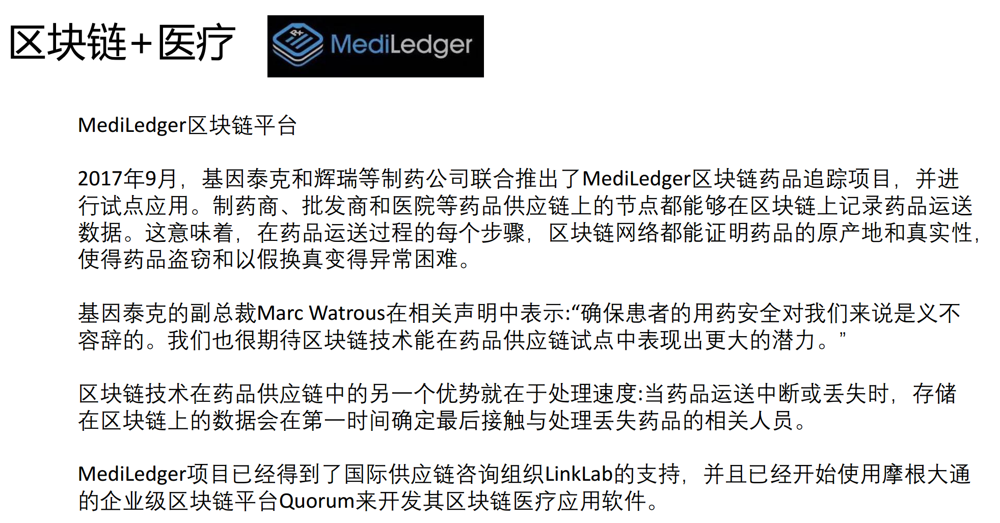 区块链+医疗
MediLedger
MediLedger区块链平台
2017年9月，基因泰克和辉瑞等制药公司联合推出了MediLedger区块链药品追踪项目，并进
行试点应用。制药商、批发商和医院等药品供应链上的节点都能够在区块链上记录药品运送
数据。这意味着，在药品运送过程的每个步骤，区块链网络都能证明药品的原产地和真实性，
使得药品盗窃和以假换真变得异常困难。
基因泰克的副总裁Marc Watrous在相关声明中表示:“确保患者的用药安全对我们来说是义不
容辞的。我们也很期待区块链技术能在药品供应链试点中表现出更大的潜力。”
区块链技术在药品供应链中的另一个优势就在于处理速度:当药品运送中断或丢失时，存储
在区块链上的数据会在第一时间确定最后接触与处理丢失药品的相关人员。
MediLedger项目已经得到了国际供应链咨询组织LinkLab的支持，并且已经开始使用摩根大通
的企业级区块链平台Quorum来开发其区块链医疗应用软件。